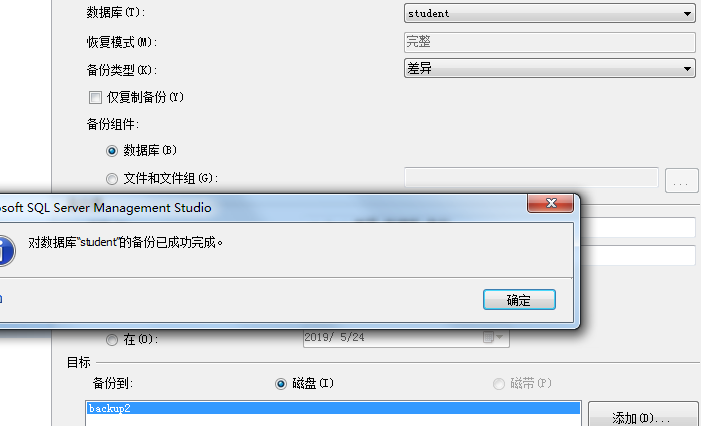 数据库(T):
student
恢复模式(M):
完整
备份类型(K):
差异
仅复制备份(Y)
备份组件:
数据库(B)
文件和文件组(G):
...
osoft SQL Server Management Studio
对数据库“student”的备份已成功完成。
确定
在(O):
2019/ 5/24
目标
备份到:
磁盘(I)
磁带(P)
backup2
添加(D)...